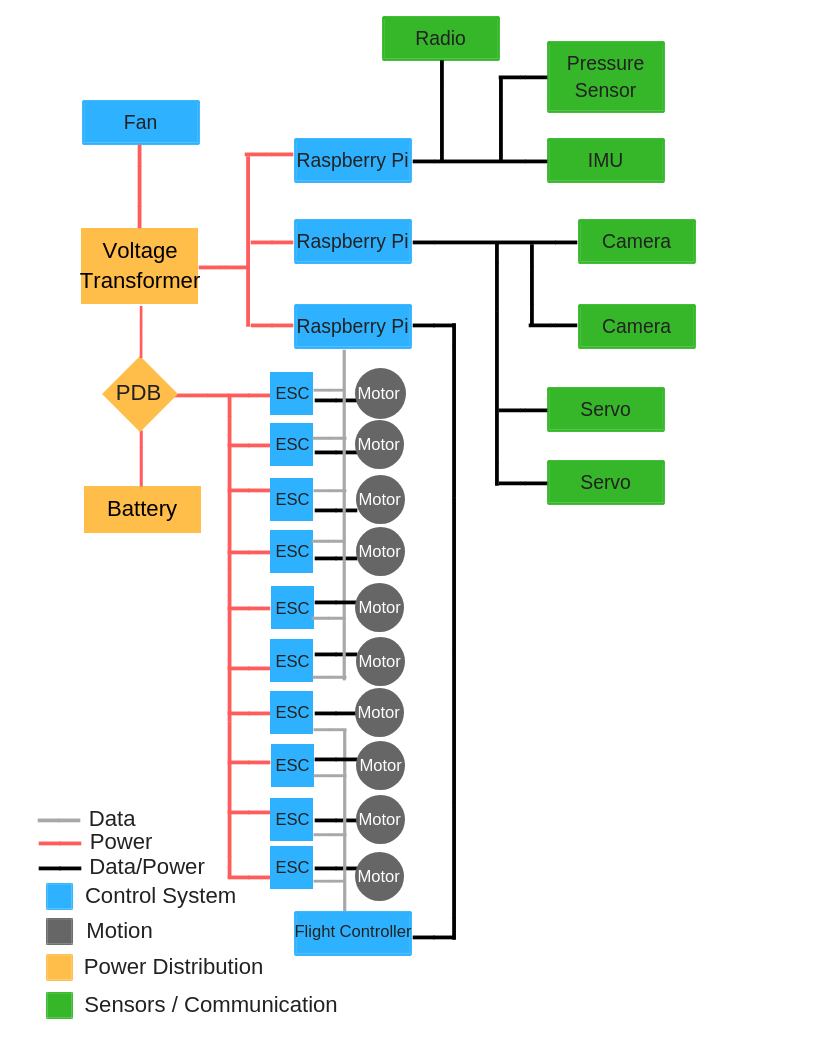 Radio
Pressure
Sensor
Fan
Raspberry Pi
IMU
Voltage
Transformer
Raspberry Pi
Camera
Raspberry Pi
Camera
PDB
ESC
Motor
Servo
ESC
Motor
Battery
ESC
Motor
Servo
ESC
Motor
ESC
Motor
ESC
Motor
ESC
Motor
ESC
Motor
ESC
Motor
ESC
Motor
Data
Power
Data/Power
Control System
Flight Controller
Motion
Power Distribution
Sensors / Communication